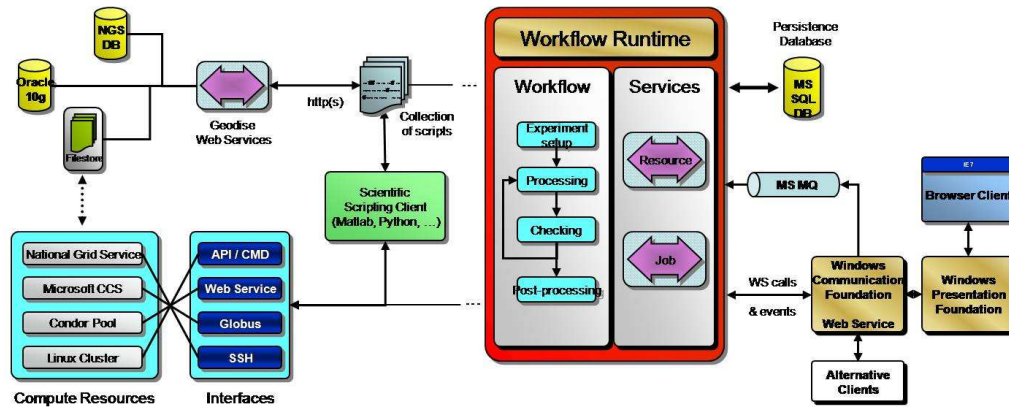 NGS
DB
Oracle
10g
Filestore
Geodise
Web Services
http(s)
Collection
of scripts
Scientific
Scripting Client
(Matlab, Python, …)
National Grid Service
Microsoft CCS
Condor Pool
Linux Cluster
Compute Resources
API / CMD
Web Service
Globus
SSH
Interfaces
Workflow Runtime
Workflow
Experiment
setup
Processing
Checking
Post-processing
Services
Resource
Job
Persistence
Database
MS
SQL
DB
MS MQ
IE 7
Browser Client
WS calls
& events
Windows
Communication
Foundation
Web Service
Windows
Presentation
Foundation
Alternative
Clients